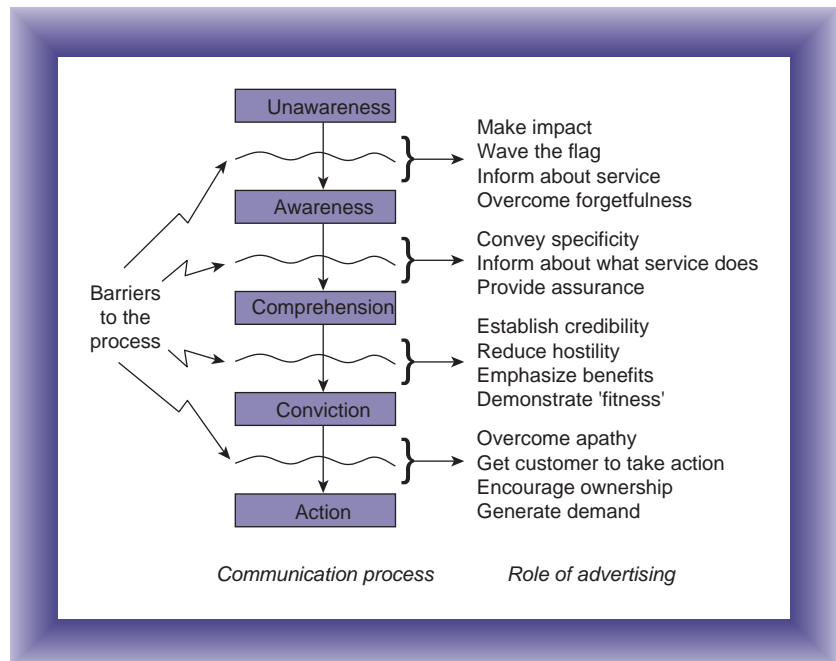 Unawareness
Make impact
Wave the flag
Inform about service
Overcome forgetfulness
Awareness
Convey specificity
Inform about what service does
Provide assurance
Barriers
to the
process
Comprehension
Establish credibility
Reduce hostility
Emphasize benefits
Demonstrate 'fitness'
Conviction
Overcome apathy
Get customer to take action
Encourage ownership
Generate demand
Action
Communication process
Role of advertising